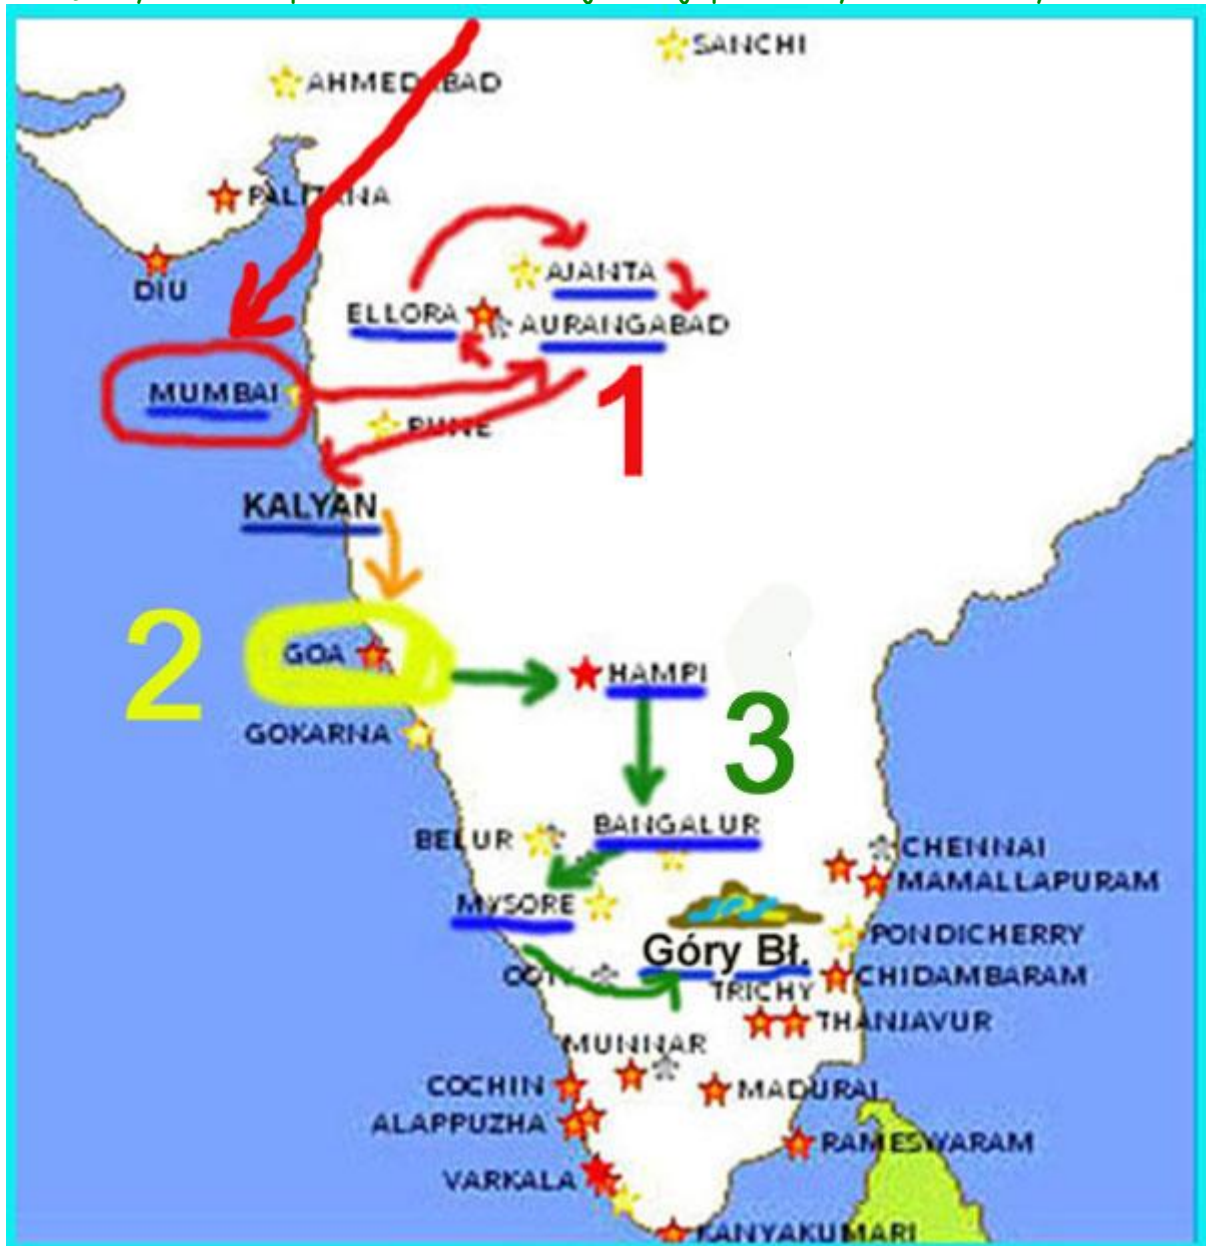 SANCHI
AHMEDABAD
PALITANA
DIU
AJANTA
ELLORA
AURANGABAD
MUMBAI
1
PUNE
KALYAN
2
GOA
HAMPI
3
GOKARNA
BANGALUR
BELUR
CHENNAI
MAMALLAPURAM
MYSORE
PONDICHERRY
Góry Bł.
CHIDAMBARAM
TRICHY
THANJAVUR
MUNNAR
COCHIN
MADURAI
ALAPPUZHA
RAMESWARAM
VARKALA
KANYAKUMARI